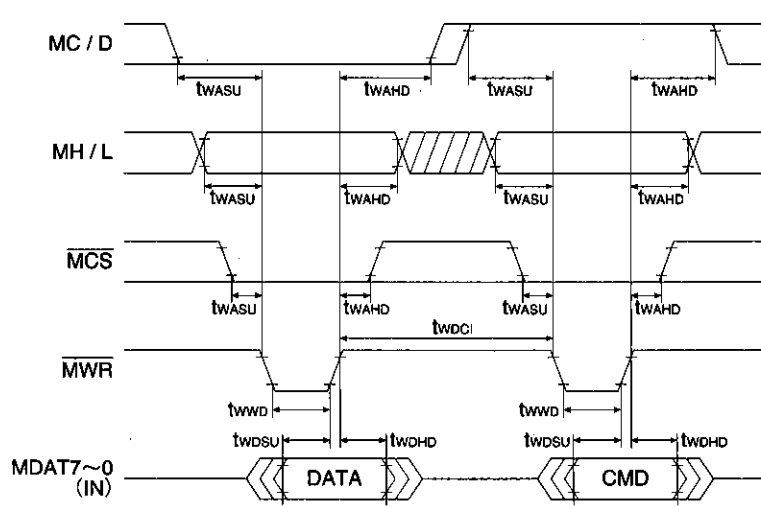 MC / D
tWASU tWAHD tWASU tWAHD
MH / L
tWASU tWAHD tWASU tWAHD
MCS
tWASU tWAHD tWASU tWAHD
tWDCI
MWR
tWWD tWWD
tWDSU tWDHD tWDSU tWDHD
MDAT7～0
(IN)
DATA CMD